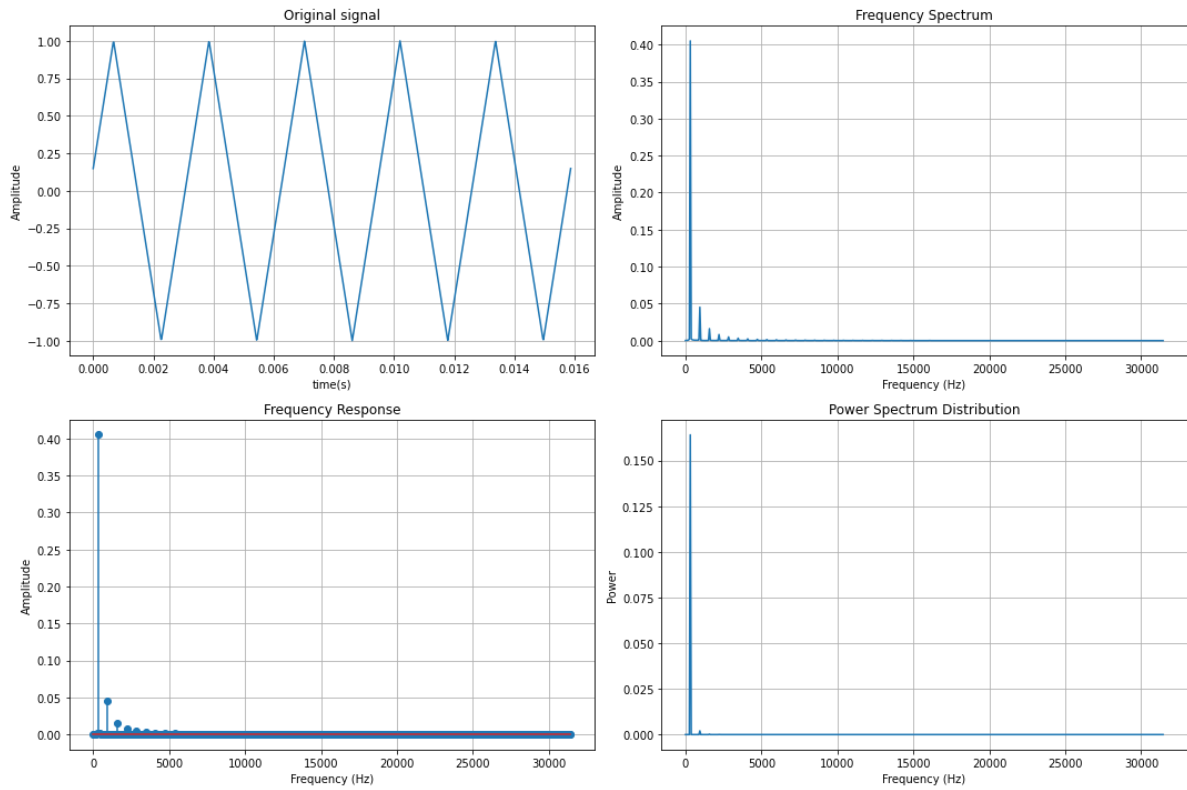 Original signal
Amplitude
1.00
0.75
0.50
0.25
0.00
−0.25
−0.50
−0.75
−1.00
0.000 0.002 0.004 0.006 0.008 0.010 0.012 0.014 0.016
time(s)
Frequency Spectrum
Amplitude
0.40
0.35
0.30
0.25
0.20
0.15
0.10
0.05
0.00
0 5000 10000 15000 20000 25000 30000
Frequency (Hz)
Frequency Response
Amplitude
0.40
0.35
0.30
0.25
0.20
0.15
0.10
0.05
0.00
0 5000 10000 15000 20000 25000 30000
Frequency (Hz)
Power Spectrum Distribution
Power
0.150
0.125
0.100
0.075
0.050
0.025
0.000
0 5000 10000 15000 20000 25000 30000
Frequency (Hz)